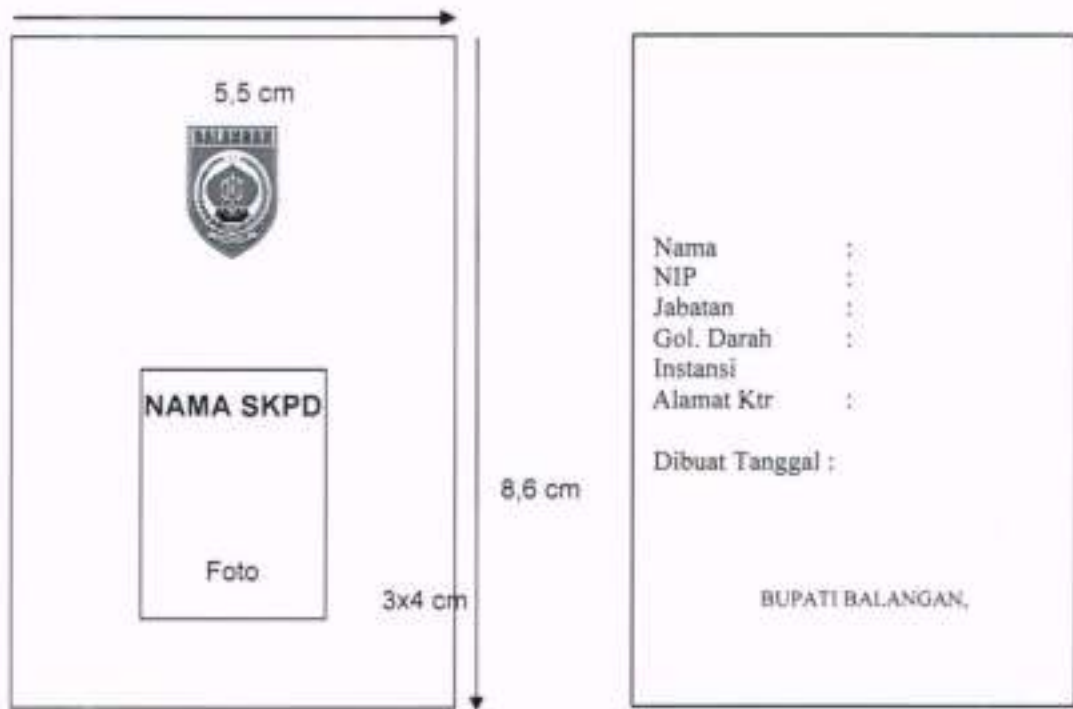 5,5 cm
BALANGAN
NAMA SKPD
Foto
3x4 cm
8,6 cm
Nama :
NIP :
Jabatan :
Gol. Darah :
Instansi
Alamat Ktr :
Dibuat Tanggal :
BUPATI BALANGAN,